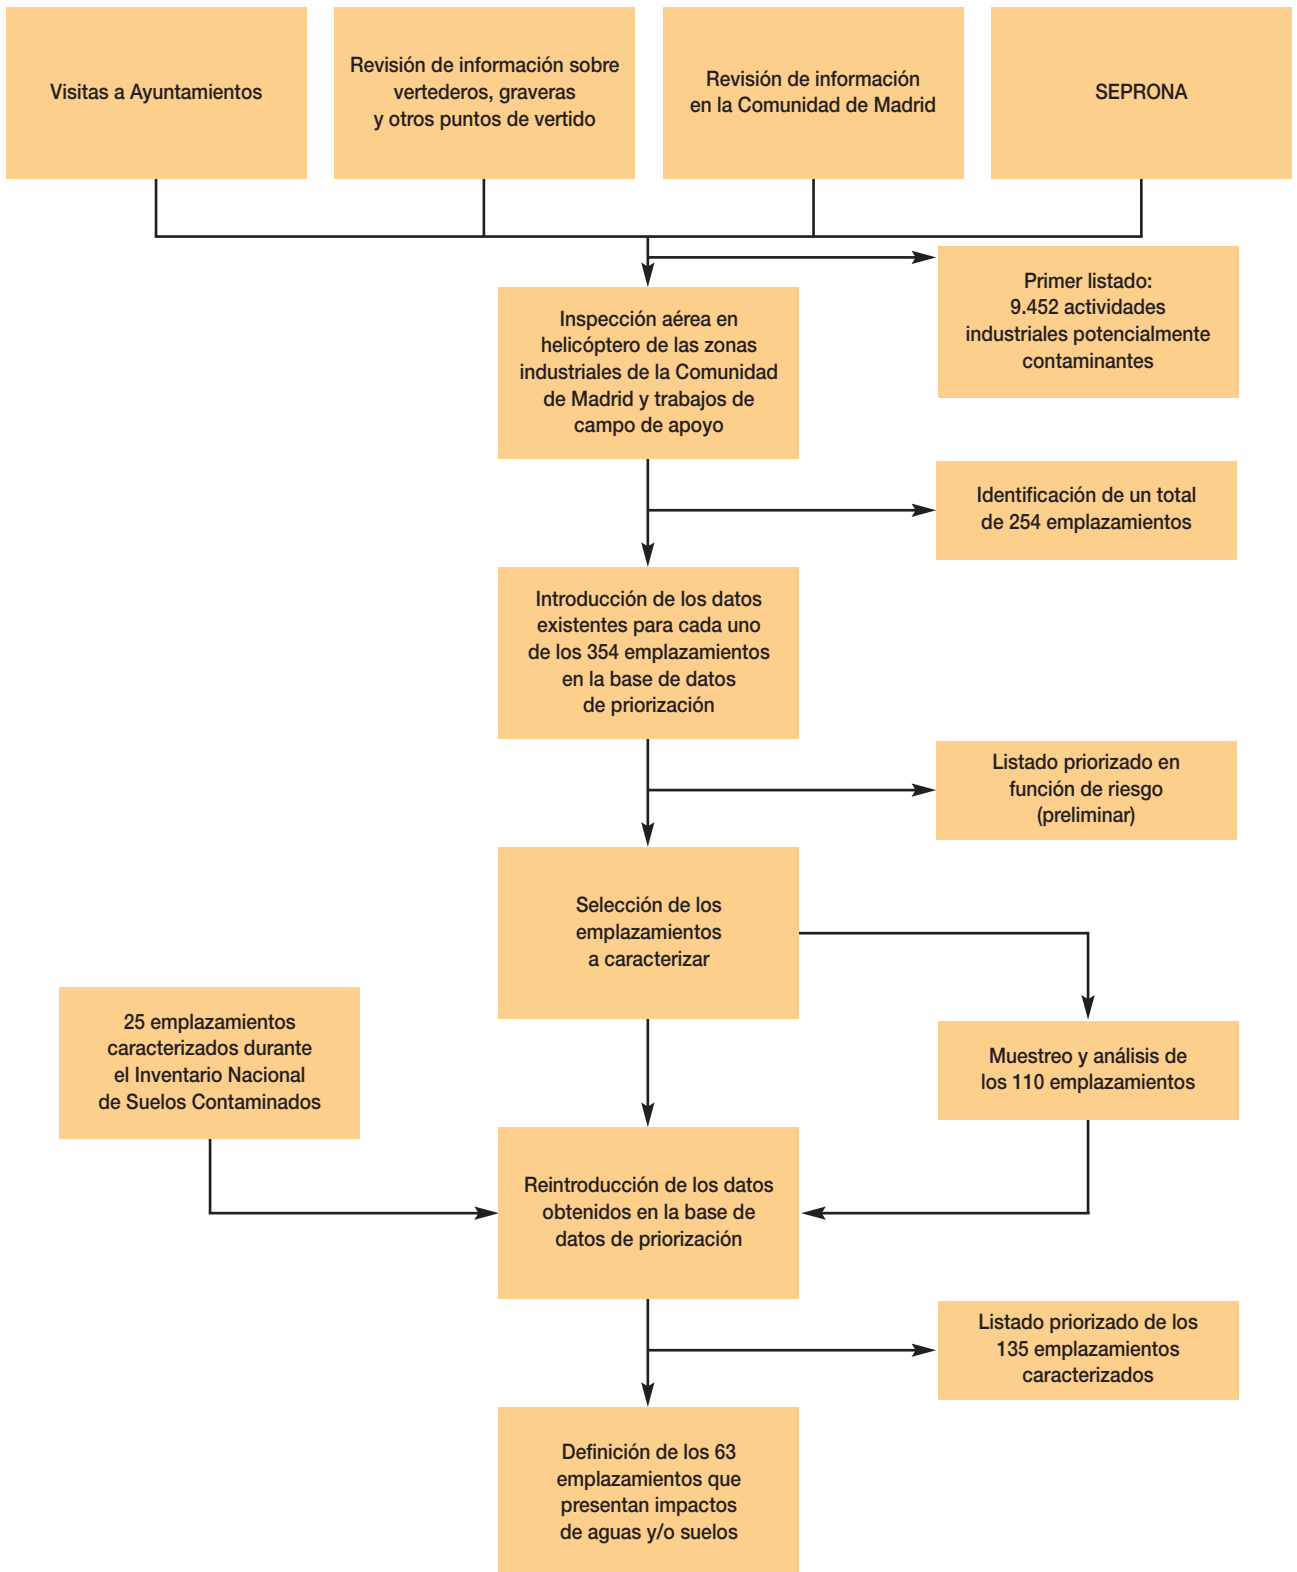 Visitas a Ayuntamientos
Revisión de información sobre
vertederos, graveras
y otros puntos de vertido
Revisión de información
en la Comunidad de Madrid
SEPRONA
Primer listado:
9.452 actividades
industriales potencialmente
contaminantes
Inspección aérea en
helicóptero de las zonas
industriales de la Comunidad
de Madrid y trabajos de
campo de apoyo
Identificación de un total
de 254 emplazamientos
Introducción de los datos
existentes para cada uno
de los 354 emplazamientos
en la base de datos
de priorización
Listado priorizado en
función de riesgo
(preliminar)
Selección de los
emplazamientos
a caracterizar
25 emplazamientos
caracterizados durante
el Inventario Nacional
de Suelos Contaminados
Muestreo y análisis de
los 110 emplazamientos
Reintroducción de los datos
obtenidos en la base de
datos de priorización
Listado priorizado de los
135 emplazamientos
caracterizados
Definición de los 63
emplazamientos que
presentan impactos
de aguas y/o suelos